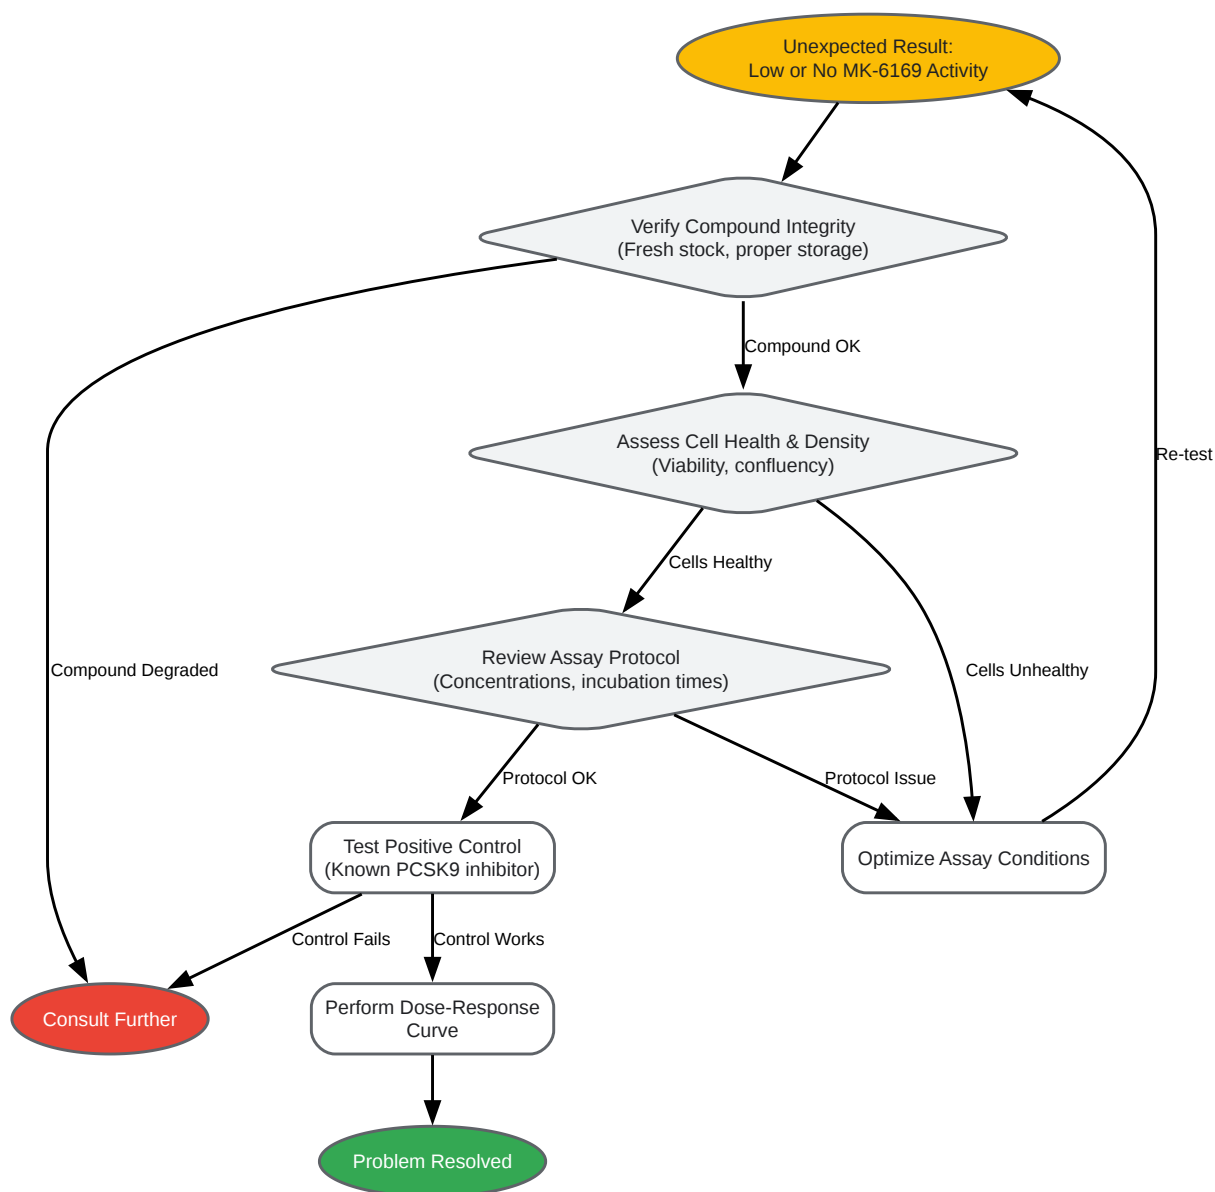 Unexpected Result:
Low or No MK-6169 Activity
Verify Compound Integrity
(Fresh stock, proper storage)
Compound OK
Assess Cell Health & Density
(Viability, confluency)
Re-test
Cells Healthy
Review Assay Protocol
(Concentrations, incubation times)
Compound Degraded
Cells Unhealthy
Protocol OK
Protocol Issue
Test Positive Control
(Known PCSK9 inhibitor)
Optimize Assay Conditions
Control Fails
Control Works
Consult Further
Perform Dose-Response
Curve
Problem Resolved